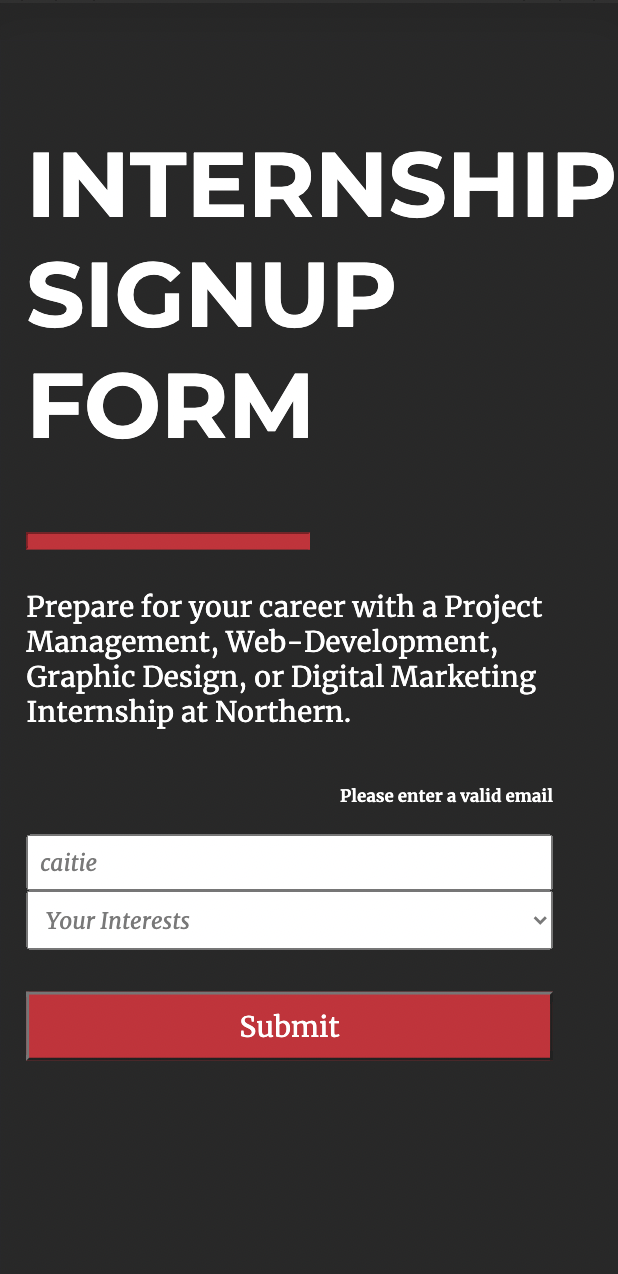 INTERNSHIP
SIGNUP
FORM
Prepare for your career with a Project
Management, Web-Development,
Graphic Design, or Digital Marketing
Internship at Northern.
Please enter a valid email
caitie
Your Interests
Submit